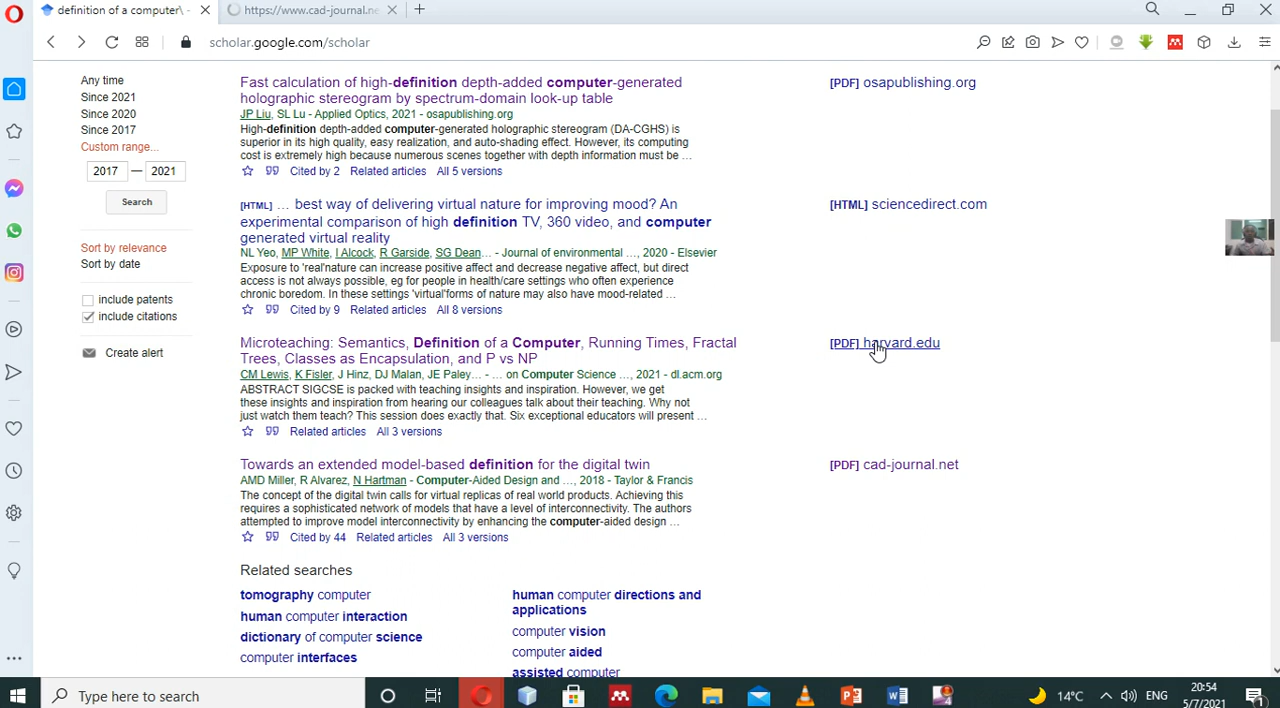 definition of a computer\ -
https://www.cad-journal.ne
scholar.google.com/scholar
Any time
Since 2021
Since 2020
Since 2017
Custom range...
2017 — 2021
Search
Sort by relevance
Sort by date
include patents
include citations
Create alert
Fast calculation of high-definition depth-added computer-generated
holographic stereogram by spectrum-domain look-up table
JP Liu, SL Lu - Applied Optics, 2021 - osapublishing.org
High-definition depth-added computer-generated holographic stereogram (DA-CGHS) is
superior in its high quality, easy realization, and auto-shading effect. However, its computing
cost is extremely high because numerous scenes together with depth information must be ...
Cited by 2 Related articles All 5 versions
[PDF] osapublishing.org
[HTML] ... best way of delivering virtual nature for improving mood? An
experimental comparison of high definition TV, 360 video, and computer
generated virtual reality
NL Yeo, MP White, I Alcock, R Garside, SG Dean... - Journal of environmental ..., 2020 - Elsevier
Exposure to 'real'nature can increase positive affect and decrease negative affect, but direct
access is not always possible, eg for people in health/care settings who often experience
chronic boredom. In these settings 'virtual'forms of nature may also have mood-related ...
Cited by 9 Related articles All 8 versions
[HTML] sciencedirect.com
Microteaching: Semantics, Definition of a Computer, Running Times, Fractal
Trees, Classes as Encapsulation, and P vs NP
CM Lewis, K Fisler, J Hinz, DJ Malan, JE Paley... - ... on Computer Science ..., 2021 - dl.acm.org
ABSTRACT SIGCSE is packed with teaching insights and inspiration. However, we get
these insights and inspiration from hearing our colleagues talk about their teaching. Why not
just watch them teach? This session does exactly that. Six exceptional educators will present ...
Related articles All 3 versions
[PDF] harvard.edu
Towards an extended model-based definition for the digital twin
AMD Miller, R Alvarez, N Hartman - Computer-Aided Design and ..., 2018 - Taylor & Francis
The concept of the digital twin calls for virtual replicas of real world products. Achieving this
requires a sophisticated network of models that have a level of interconnectivity. The authors
attempted to improve model interconnectivity by enhancing the computer-aided design ...
Cited by 44 Related articles All 3 versions
[PDF] cad-journal.net
Related searches
tomography computer
human computer interaction
dictionary of computer science
computer interfaces
human computer directions and
applications
computer vision
computer aided
assisted computer
Type here to search
14°C
ENG
20:54
5/7/2021